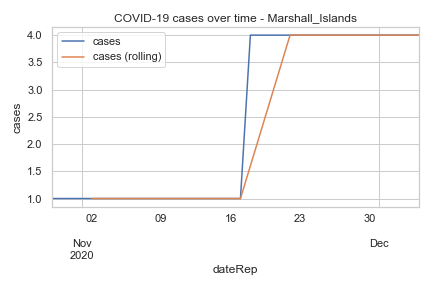 COVID-19 cases over time - Marshall_Islands
cases
cases (rolling)
cases
4.0
3.5
3.0
2.5
2.0
1.5
1.0
02 09 16 23 30
Nov Dec
2020
dateRep